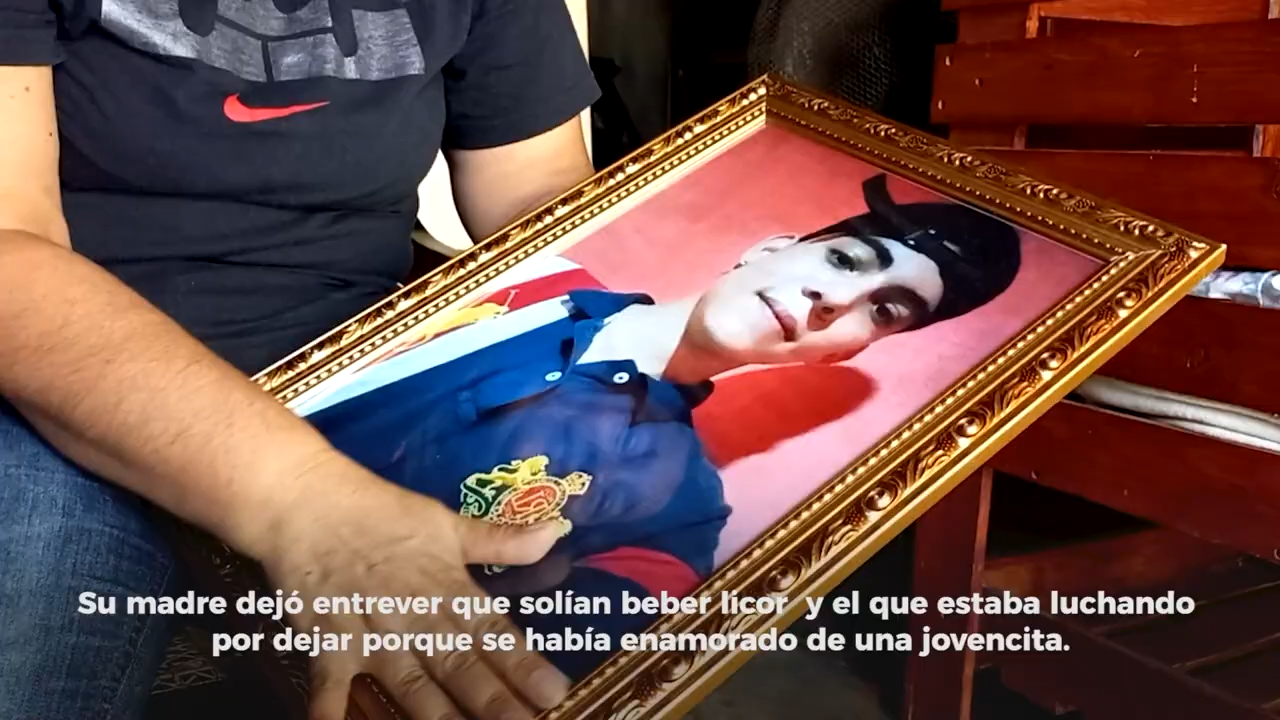 Su madre dejó entrever que solían beber licor y el que estaba luchando
por dejar porque se había enamorado de una jovencita.